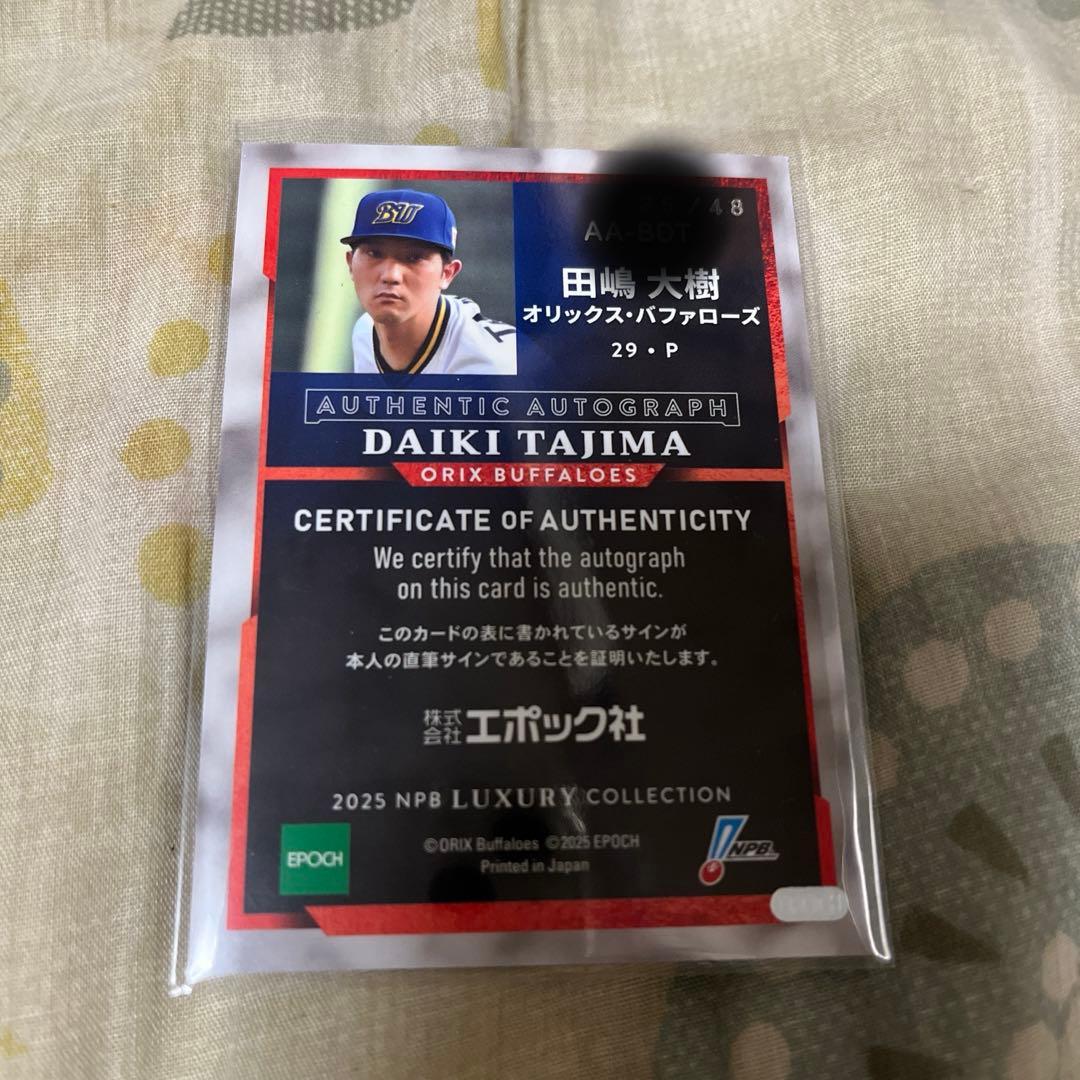 /48
AA-BDT
田嶋 大樹
オリックス・バファローズ
29・P
AUTHENTIC AUTOGRAPH
DAIKI TAJIMA
ORIX BUFFALOES
CERTIFICATE OF AUTHENTICITY
We certify that the autograph
on this card is authentic.
このカードの表に書かれているサインが
本人の直筆サインであることを証明いたします。
株式会社エポック社
2025 NPB LUXURY COLLECTION
EPOCH
©ORIX Buffaloes ©2025 EPOCH
Printed in Japan
NPB